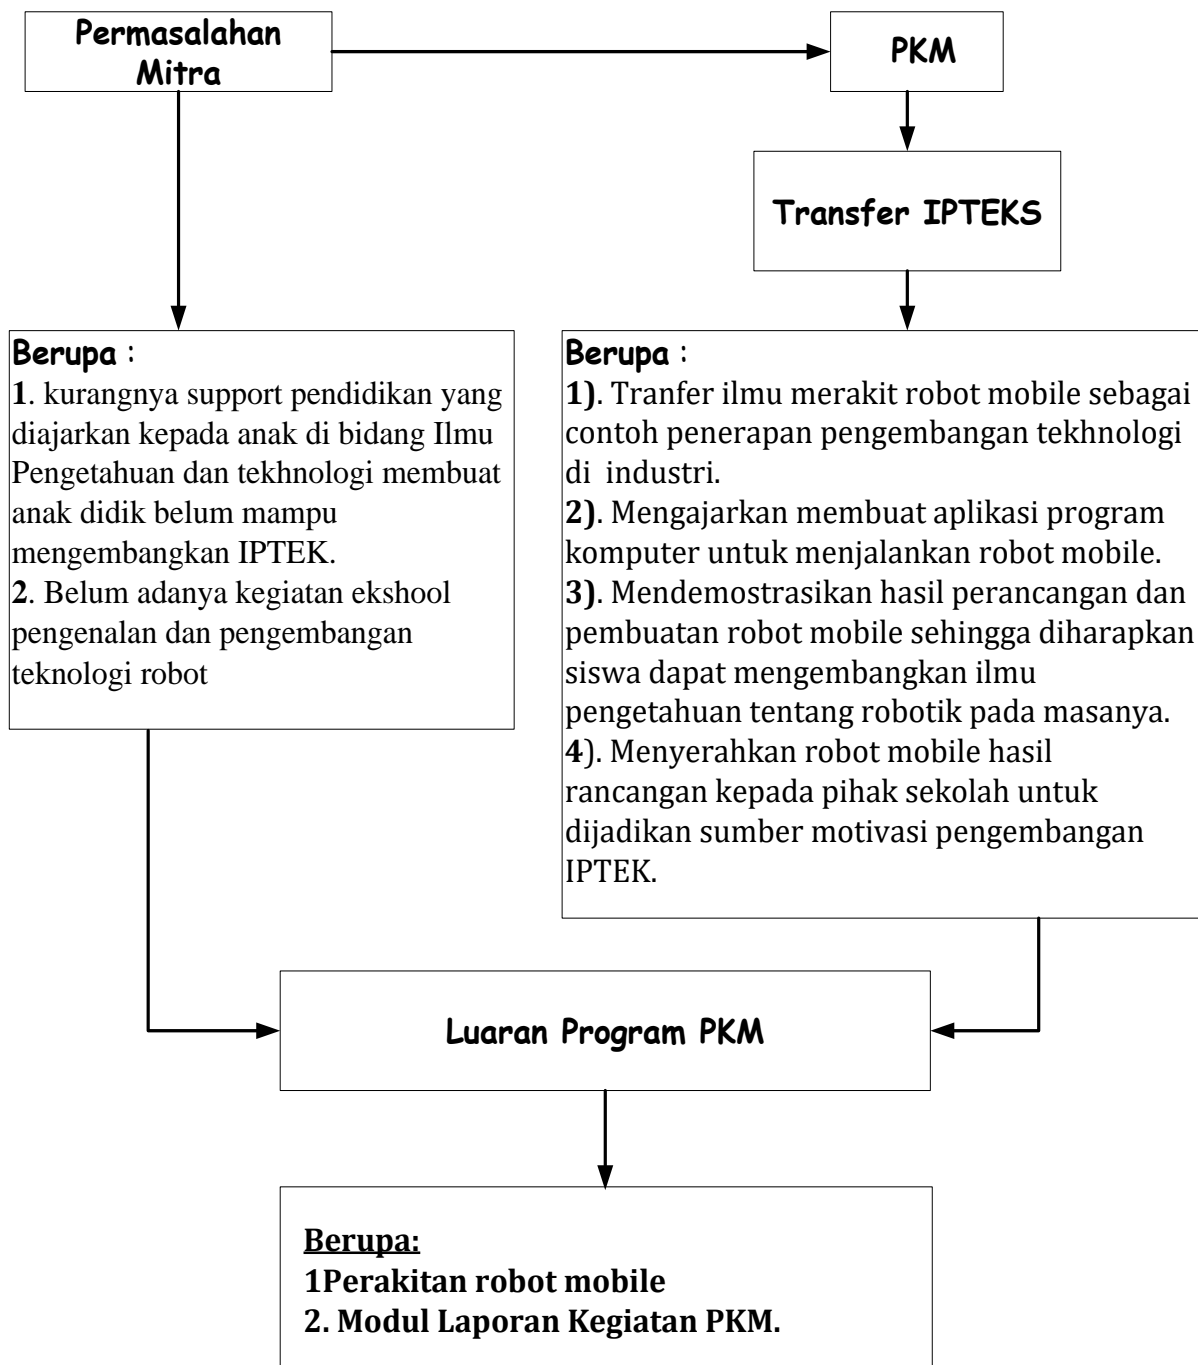 Permasalahan
Mitra
PKM
Transfer IPTEKS
Berupa :
1. kurangnya support pendidikan yang
diajarkan kepada anak di bidang Ilmu
Pengetahuan dan tekhnologi membuat
anak didik belum mampu
mengembangkan IPTEK.
2. Belum adanya kegiatan ekshool
pengenalan dan pengembangan
teknologi robot
Berupa :
1). Tranfer ilmu merakit robot mobile sebagai
contoh penerapan pengembangan tekhnologi
di industri.
2). Mengajarkan membuat aplikasi program
komputer untuk menjalankan robot mobile.
3). Mendemostrasikan hasil perancangan dan
pembuatan robot mobile sehingga diharapkan
siswa dapat mengembangkan ilmu
pengetahuan tentang robotik pada masanya.
4). Menyerahkan robot mobile hasil
rancangan kepada pihak sekolah untuk
dijadikan sumber motivasi pengembangan
IPTEK.
Luaran Program PKM
Berupa:
1Perakitan robot mobile
2. Modul Laporan Kegiatan PKM.